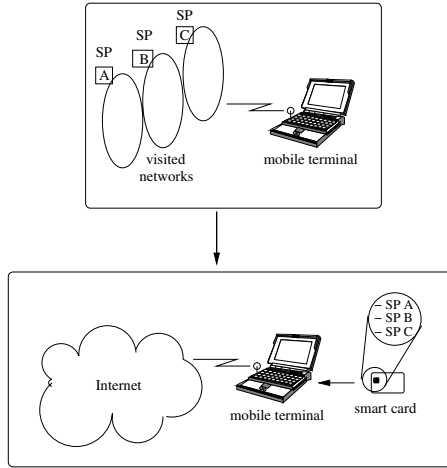 SP
C
SP
B
SP
A
visited
networks
mobile terminal
Internet
mobile terminal
– SP A
– SP B
– SP C
smart card